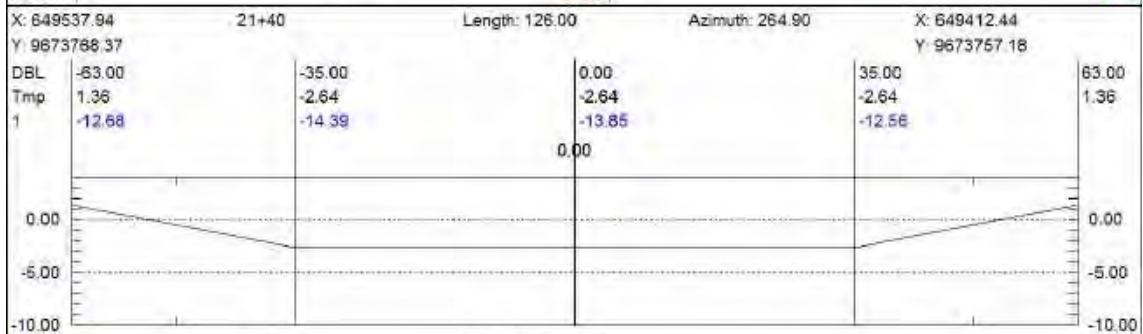 X: 649537.94 21+40 Length: 126.00 Azimuth: 264.90 X: 649412.44
Y: 9673768.37 Y: 9673757.18
DBL -63.00 -35.00 0.00 35.00 63.00
Tmp 1.36 -2.64 -2.64 -2.64 1.36
1 -12.68 -14.39 -13.85 -12.56
0.00
0.00 0.00
-5.00 -5.00
-10.00 -10.00